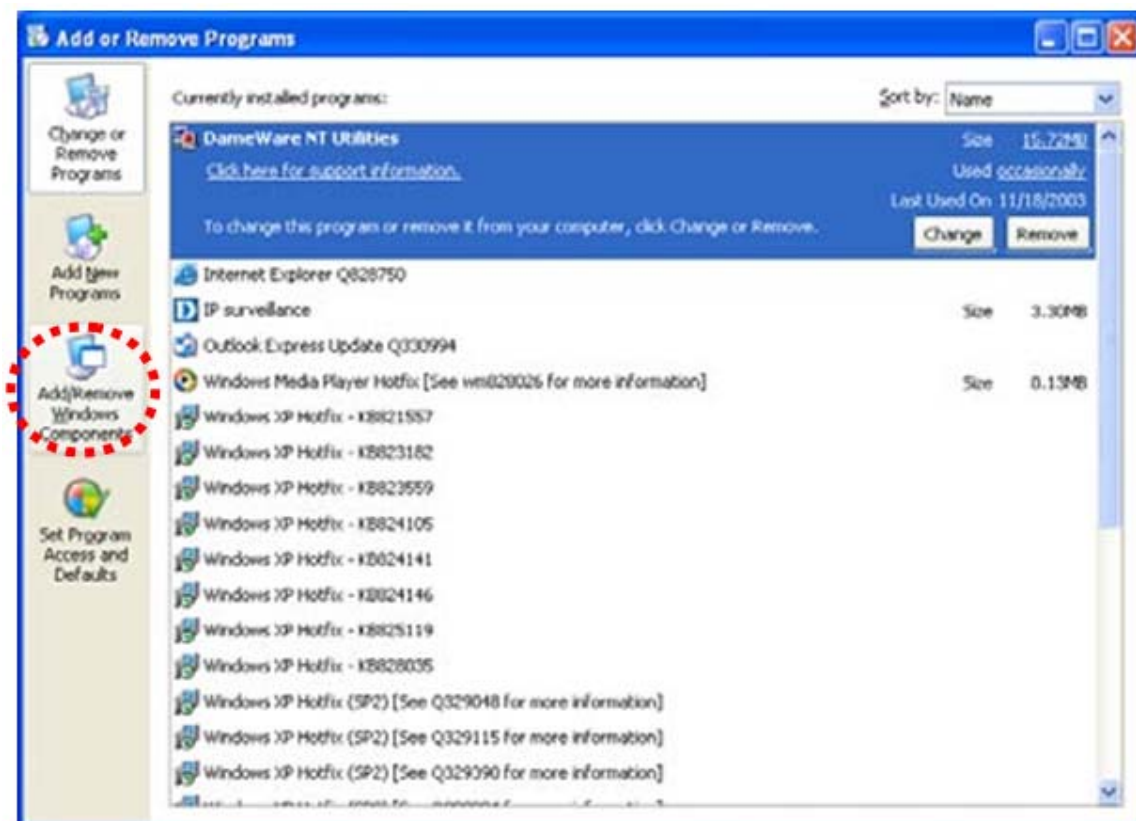 Add or Remove Programs
Change or
Remove
Programs
Add New
Programs
Add/Remove
Windows
Components
Set Program
Access and
Defaults
Currently installed programs:
Sort by: Name
DameWare NT Utilities Size 15.72MB
Click here for support information. Used occasionally
Last Used On 11/18/2003
To change this program or remove it from your computer, click Change or Remove.
Change Remove
Internet Explorer Q828750
IP surveillance Size 3.30MB
Outlook Express Update Q330994
Windows Media Player Hotfix [See wm828026 for more information] Size 0.13MB
Windows XP Hotfix - KB821557
Windows XP Hotfix - KB823182
Windows XP Hotfix - KB823559
Windows XP Hotfix - KB824105
Windows XP Hotfix - KB824141
Windows XP Hotfix - KB824146
Windows XP Hotfix - KB825119
Windows XP Hotfix - KB828035
Windows XP Hotfix (SP2) [See Q329048 for more information]
Windows XP Hotfix (SP2) [See Q329115 for more information]
Windows XP Hotfix (SP2) [See Q329390 for more information]